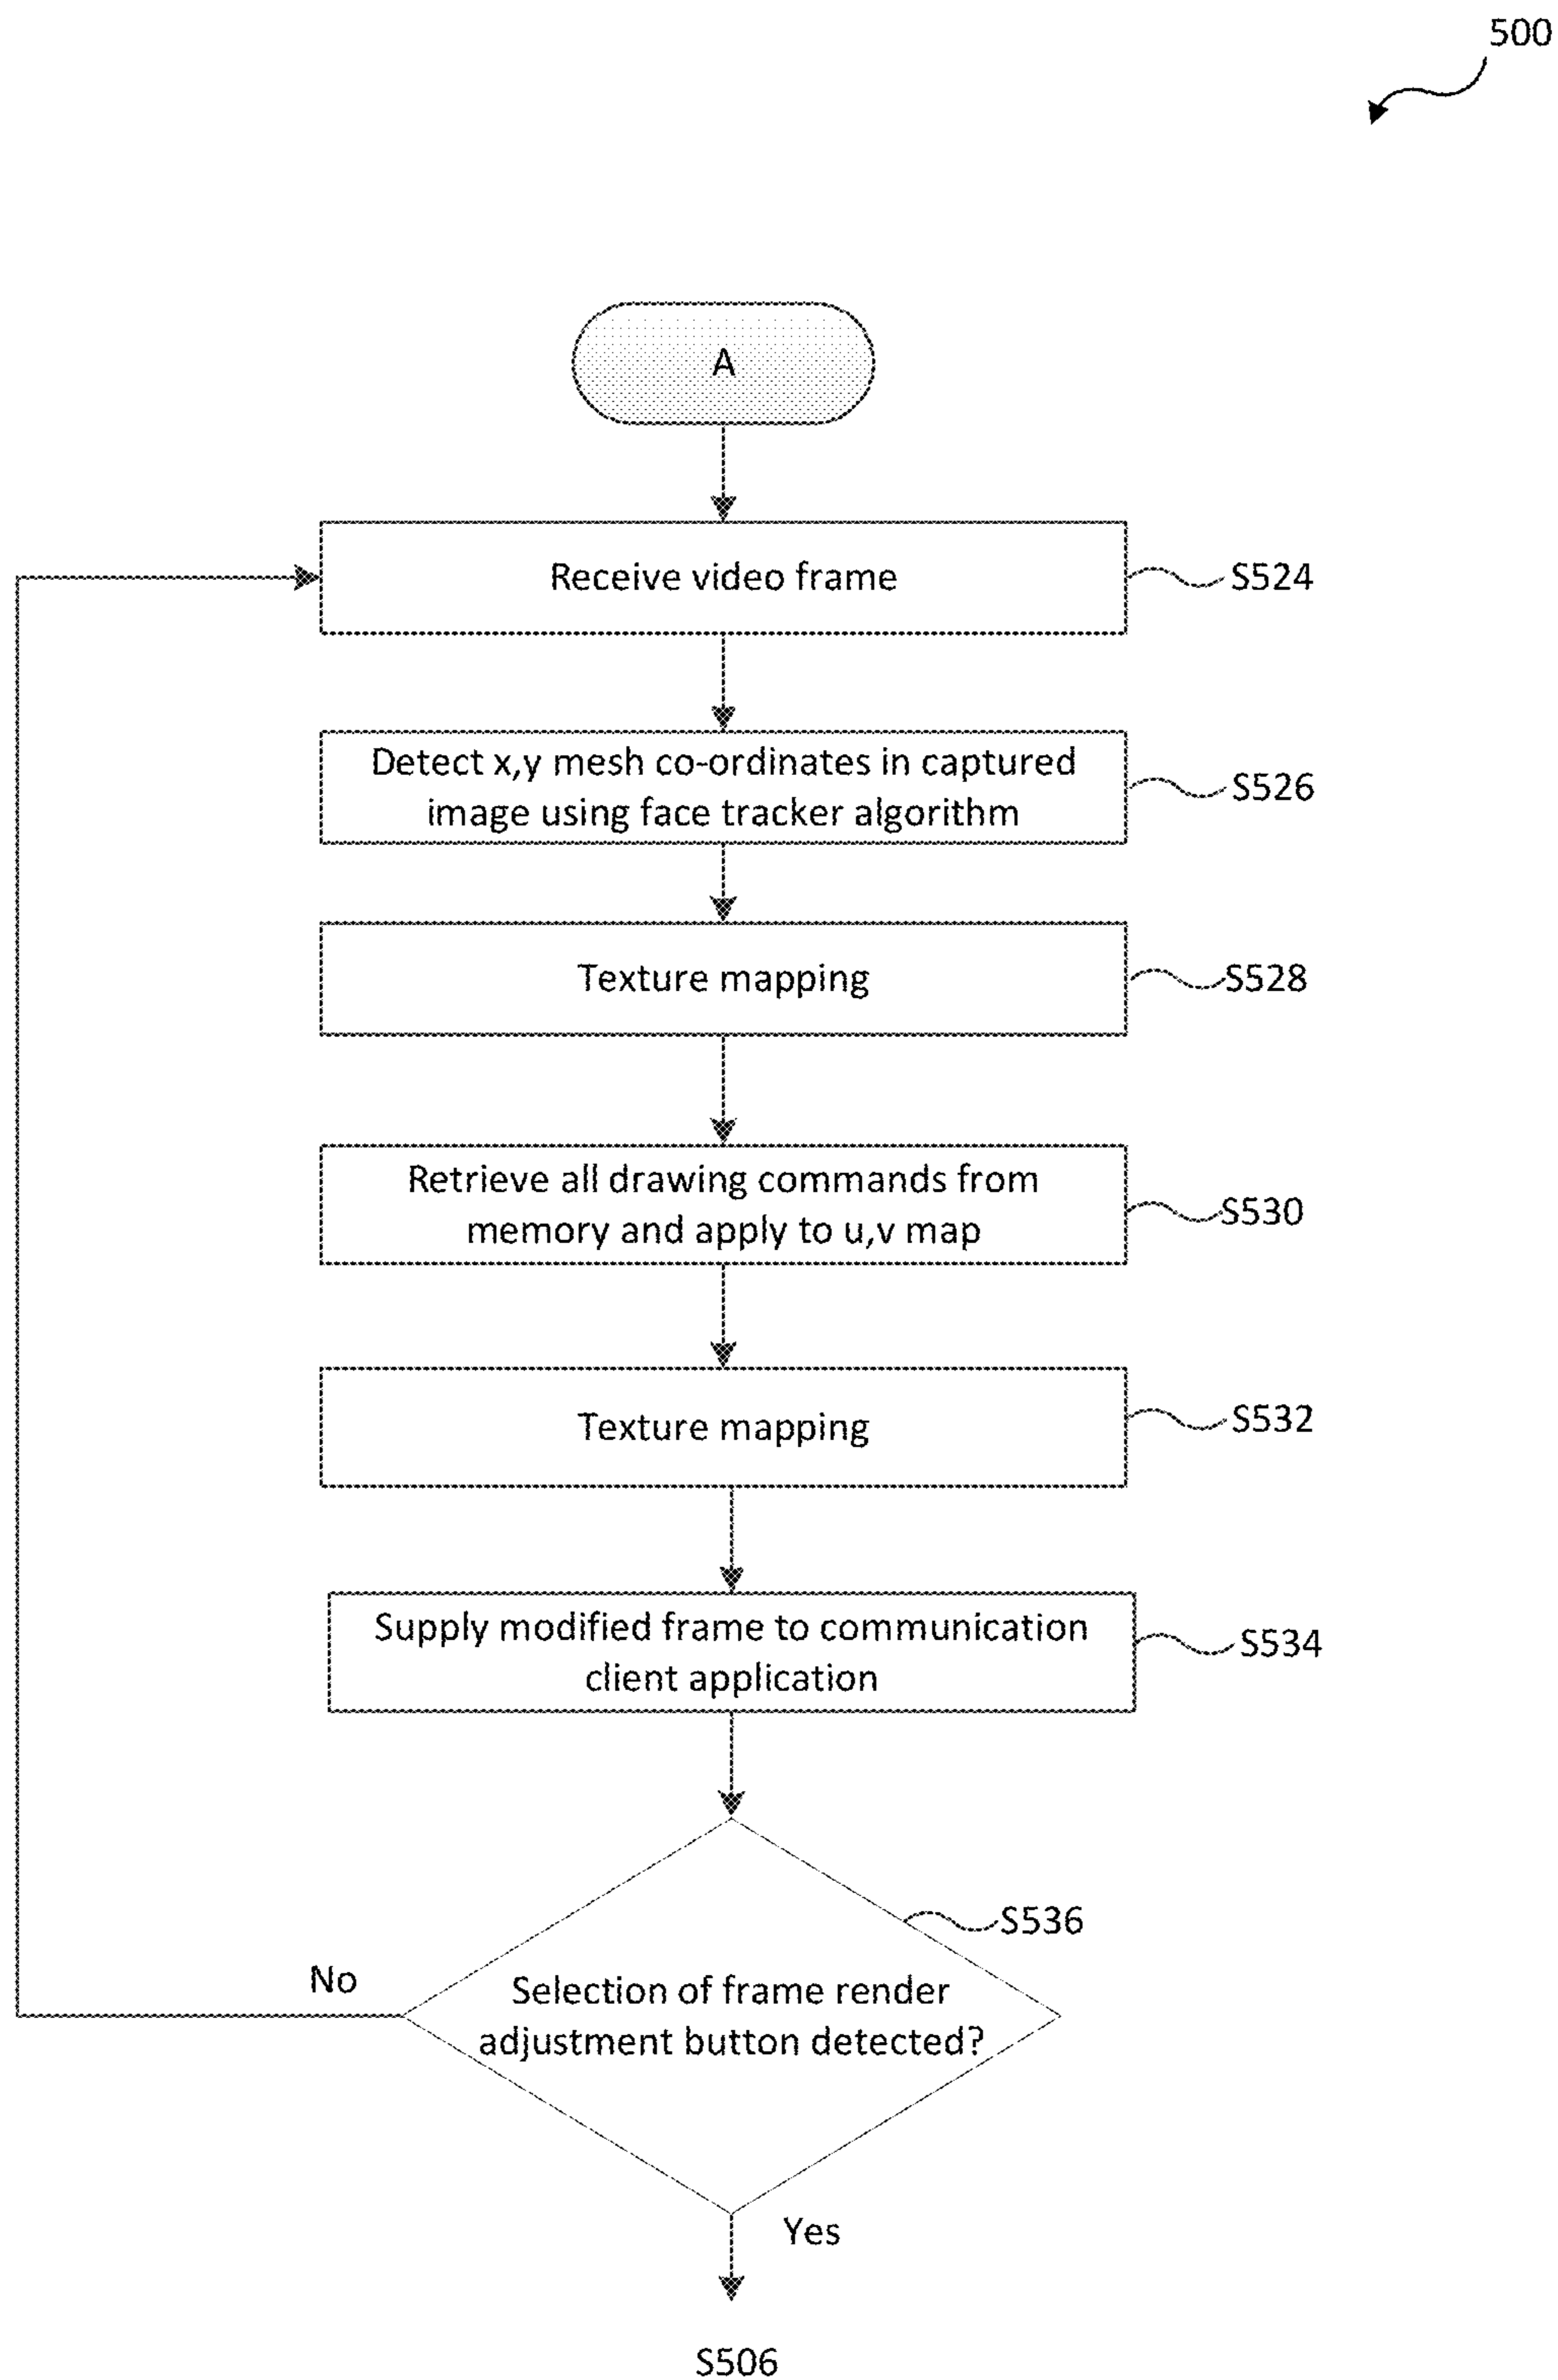 500
A
Receive video frame
S524
Detect x,y mesh co-ordinates in captured
image using face tracker algorithm
S526
Texture mapping
S528
Retrieve all drawing commands from
memory and apply to u,v map
S530
Texture mapping
S532
Supply modified frame to communication
client application
S534
S536
Selection of frame render
adjustment button detected?
No
Yes
S506